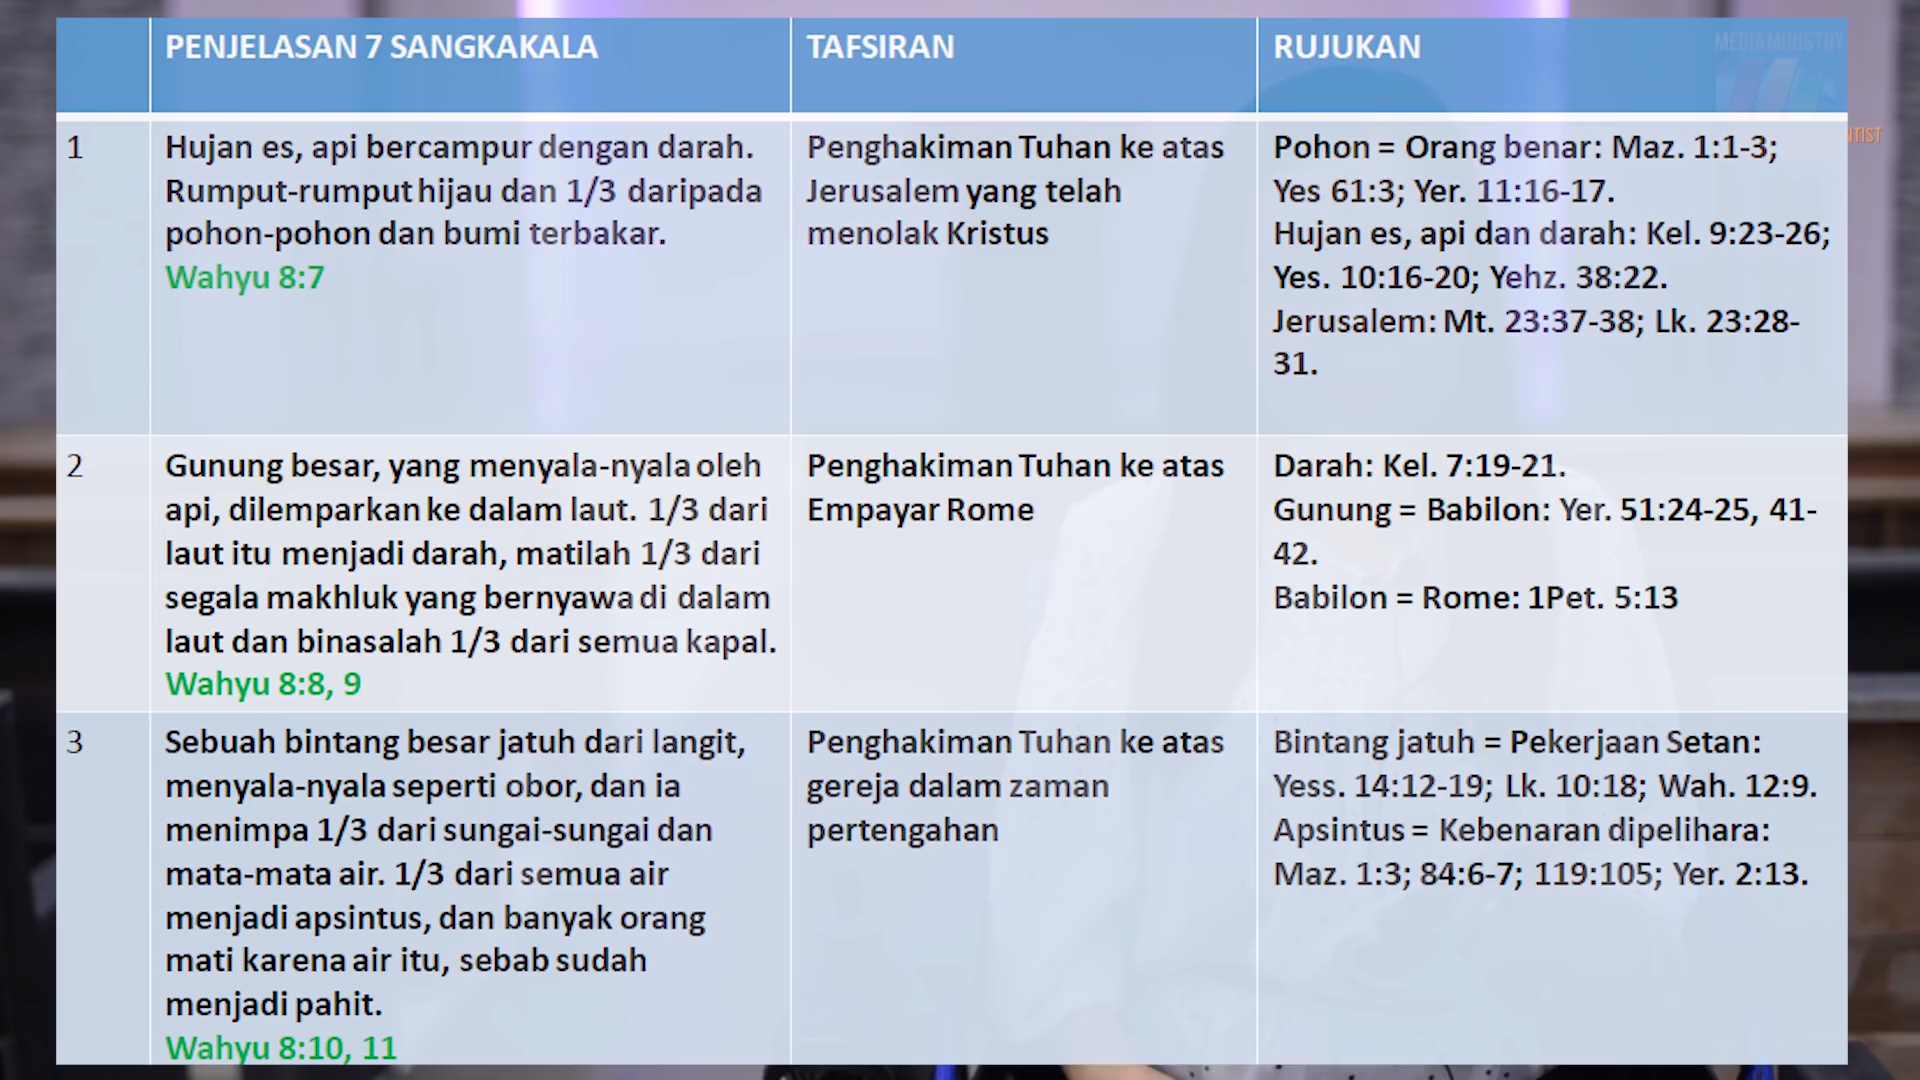 PENJELASAN 7 SANGKAKALA
TAFSIRAN
RUJUKAN
MEDIA MINISTRY
1
Hujan es, api bercampur dengan darah.
Rumput-rumput hijau dan 1/3 daripada
pohon-pohon dan bumi terbakar.
Wahyu 8:7
Penghakiman Tuhan ke atas
Jerusalem yang telah
menolak Kristus
Pohon = Orang benar: Maz. 1:1-3;
Yes 61:3; Yer. 11:16-17.
Hujan es, api dan darah: Kel. 9:23-26;
Yes. 10:16-20; Yehz. 38:22.
Jerusalem: Mt. 23:37-38; Lk. 23:28-
31.
2
Gunung besar, yang menyala-nyala oleh
api, dilemparkan ke dalam laut. 1/3 dari
laut itu menjadi darah, matilah 1/3 dari
segala makhluk yang bernyawa di dalam
laut dan binasalah 1/3 dari semua kapal.
Wahyu 8:8, 9
Penghakiman Tuhan ke atas
Empayar Rome
Darah: Kel. 7:19-21.
Gunung = Babilon: Yer. 51:24-25, 41-
42.
Babilon = Rome: 1Pet. 5:13
3
Sebuah bintang besar jatuh dari langit,
menyala-nyala seperti obor, dan ia
menimpa 1/3 dari sungai-sungai dan
mata-mata air. 1/3 dari semua air
menjadi apsintus, dan banyak orang
mati karena air itu, sebab sudah
menjadi pahit.
Wahyu 8:10, 11
Penghakiman Tuhan ke atas
gereja dalam zaman
pertengahan
Bintang jatuh = Pekerjaan Setan:
Yess. 14:12-19; Lk. 10:18; Wah. 12:9.
Apsintus = Kebenaran dipelihara:
Maz. 1:3; 84:6-7; 119:105; Yer. 2:13.